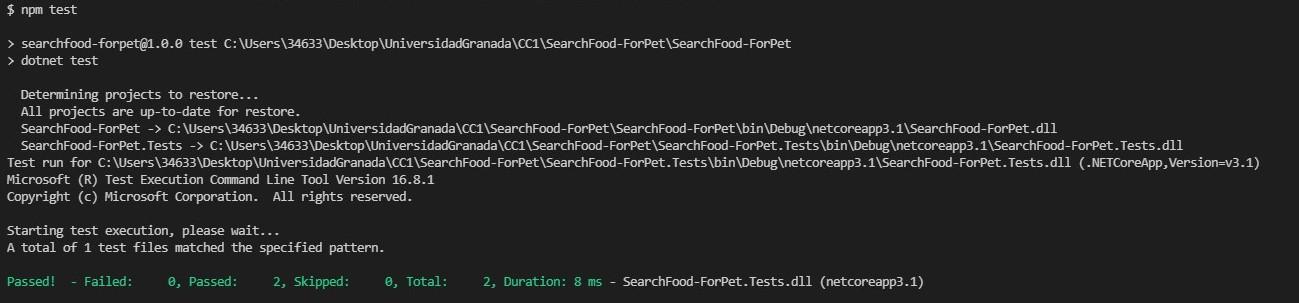 $ npm test
> searchfood-forpet@1.0.0 test C:\Users\34633\Desktop\UniversidadGranada\CC1\SearchFood-ForPet\SearchFood-ForPet
> dotnet test
Determining projects to restore...
All projects are up-to-date for restore.
SearchFood-ForPet -> C:\Users\34633\Desktop\UniversidadGranada\CC1\SearchFood-ForPet\SearchFood-ForPet\bin\Debug\netcoreapp3.1\SearchFood-ForPet.dll
SearchFood-ForPet.Tests -> C:\Users\34633\Desktop\UniversidadGranada\CC1\SearchFood-ForPet\SearchFood-ForPet.Tests\bin\Debug\netcoreapp3.1\SearchFood-ForPet.Tests.dll
Test run for C:\Users\34633\Desktop\UniversidadGranada\CC1\SearchFood-ForPet\SearchFood-ForPet.Tests\bin\Debug\netcoreapp3.1\SearchFood-ForPet.Tests.dll (.NETCoreApp,Version=v3.1)
Microsoft (R) Test Execution Command Line Tool Version 16.8.1
Copyright (c) Microsoft Corporation.  All rights reserved.
Starting test execution, please wait...
A total of 1 test files matched the specified pattern.
Passed!  - Failed:     0, Passed:     2, Skipped:     0, Total:     2, Duration: 8 ms - SearchFood-ForPet.Tests.dll (netcoreapp3.1)